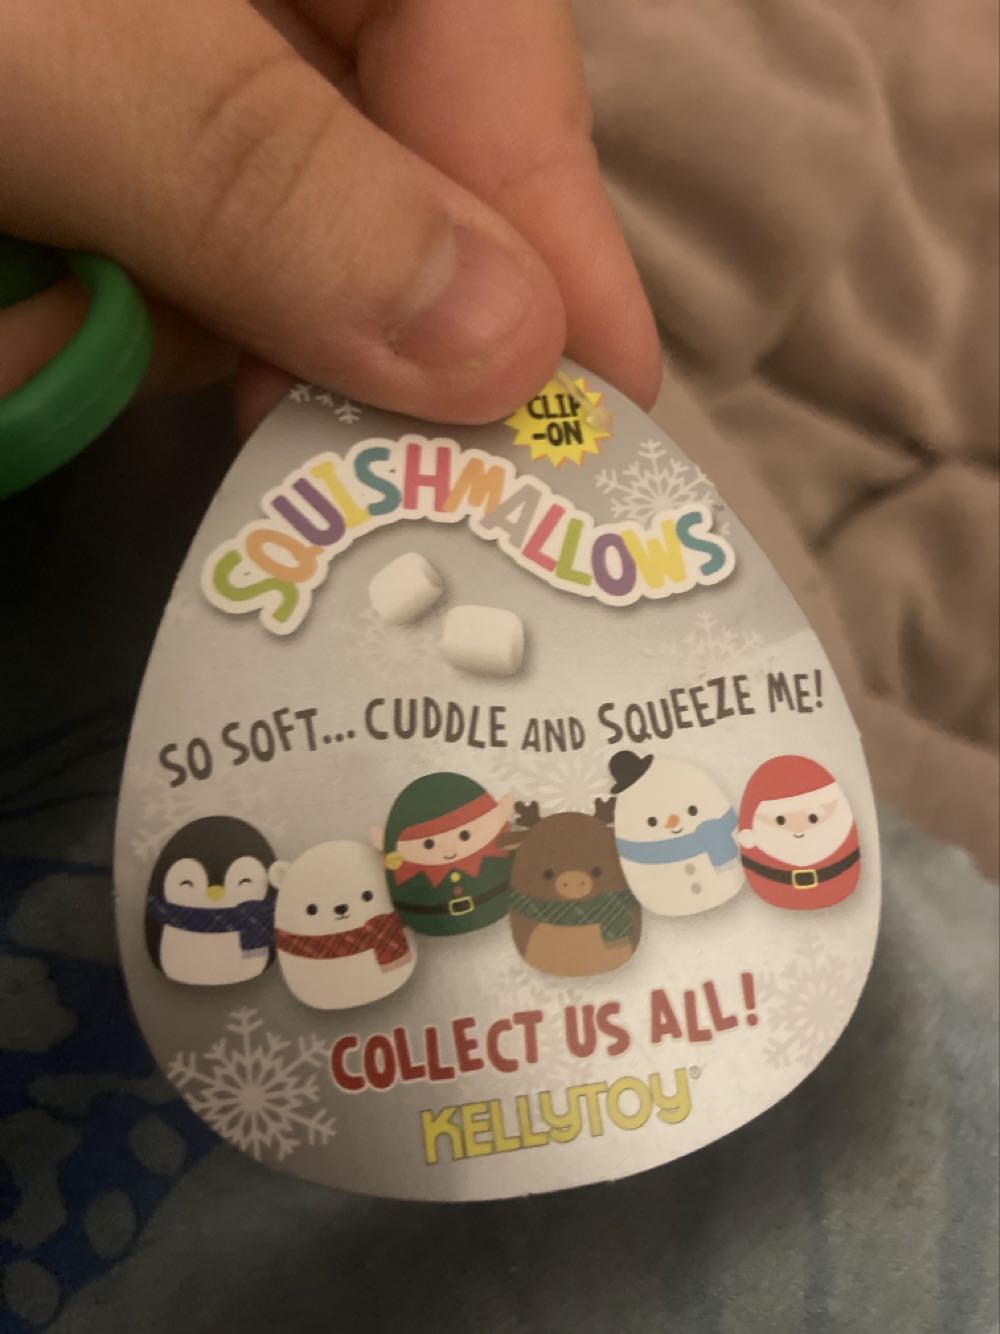 CLIP
-ON
SQUISHMALLOWS
SO SOFT... CUDDLE AND SQUEEZE ME!
COLLECT US ALL!
KELLYTOY®